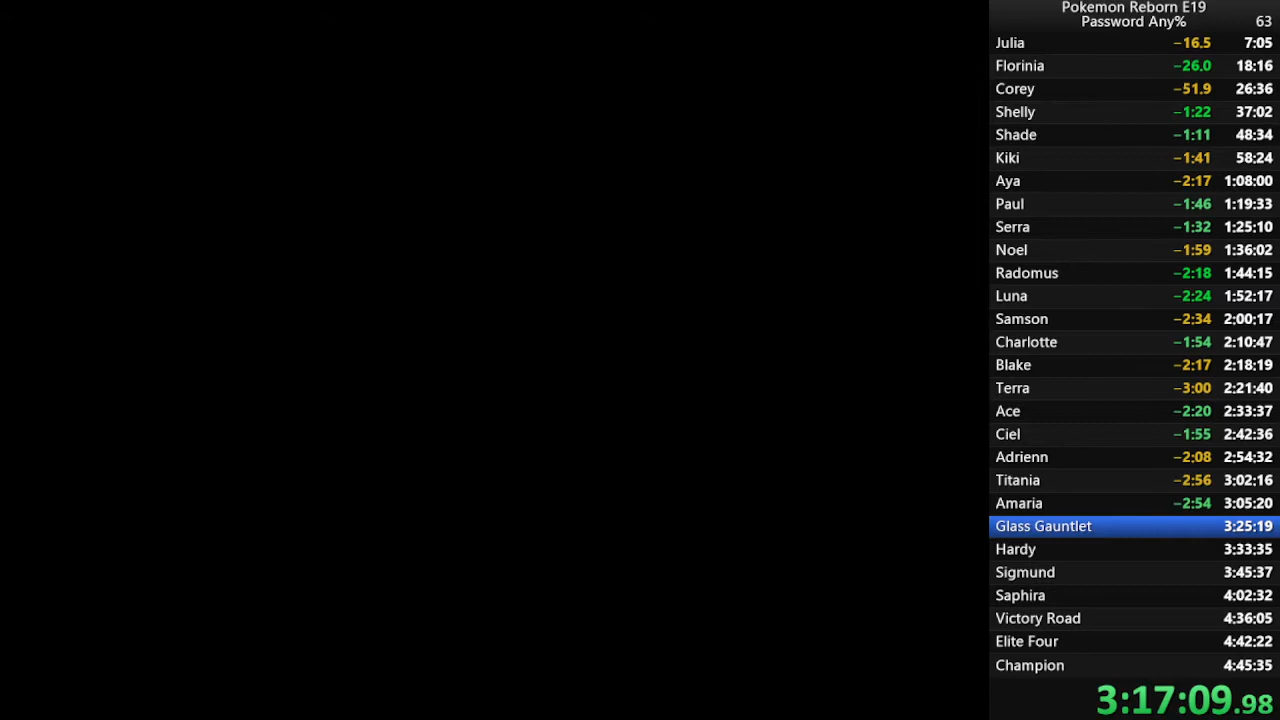 Pokemon Reborn E19
Password Any% 63
Julia −16.5 7:05
Florinia −26.0 18:16
Corey −51.9 26:36
Shelly −1:22 37:02
Shade −1:11 48:34
Kiki −1:41 58:24
Aya −2:17 1:08:00
Paul −1:46 1:19:33
Serra −1:32 1:25:10
Noel −1:59 1:36:02
Radomus −2:18 1:44:15
Luna −2:24 1:52:17
Samson −2:34 2:00:17
Charlotte −1:54 2:10:47
Blake −2:17 2:18:19
Terra −3:00 2:21:40
Ace −2:20 2:33:37
Ciel −1:55 2:42:36
Adrienn −2:08 2:54:32
Titania −2:56 3:02:16
Amaria −2:54 3:05:20
Glass Gauntlet 3:25:19
Hardy 3:33:35
Sigmund 3:45:37
Saphira 4:02:32
Victory Road 4:36:05
Elite Four 4:42:22
Champion 4:45:35
3:17:09.98